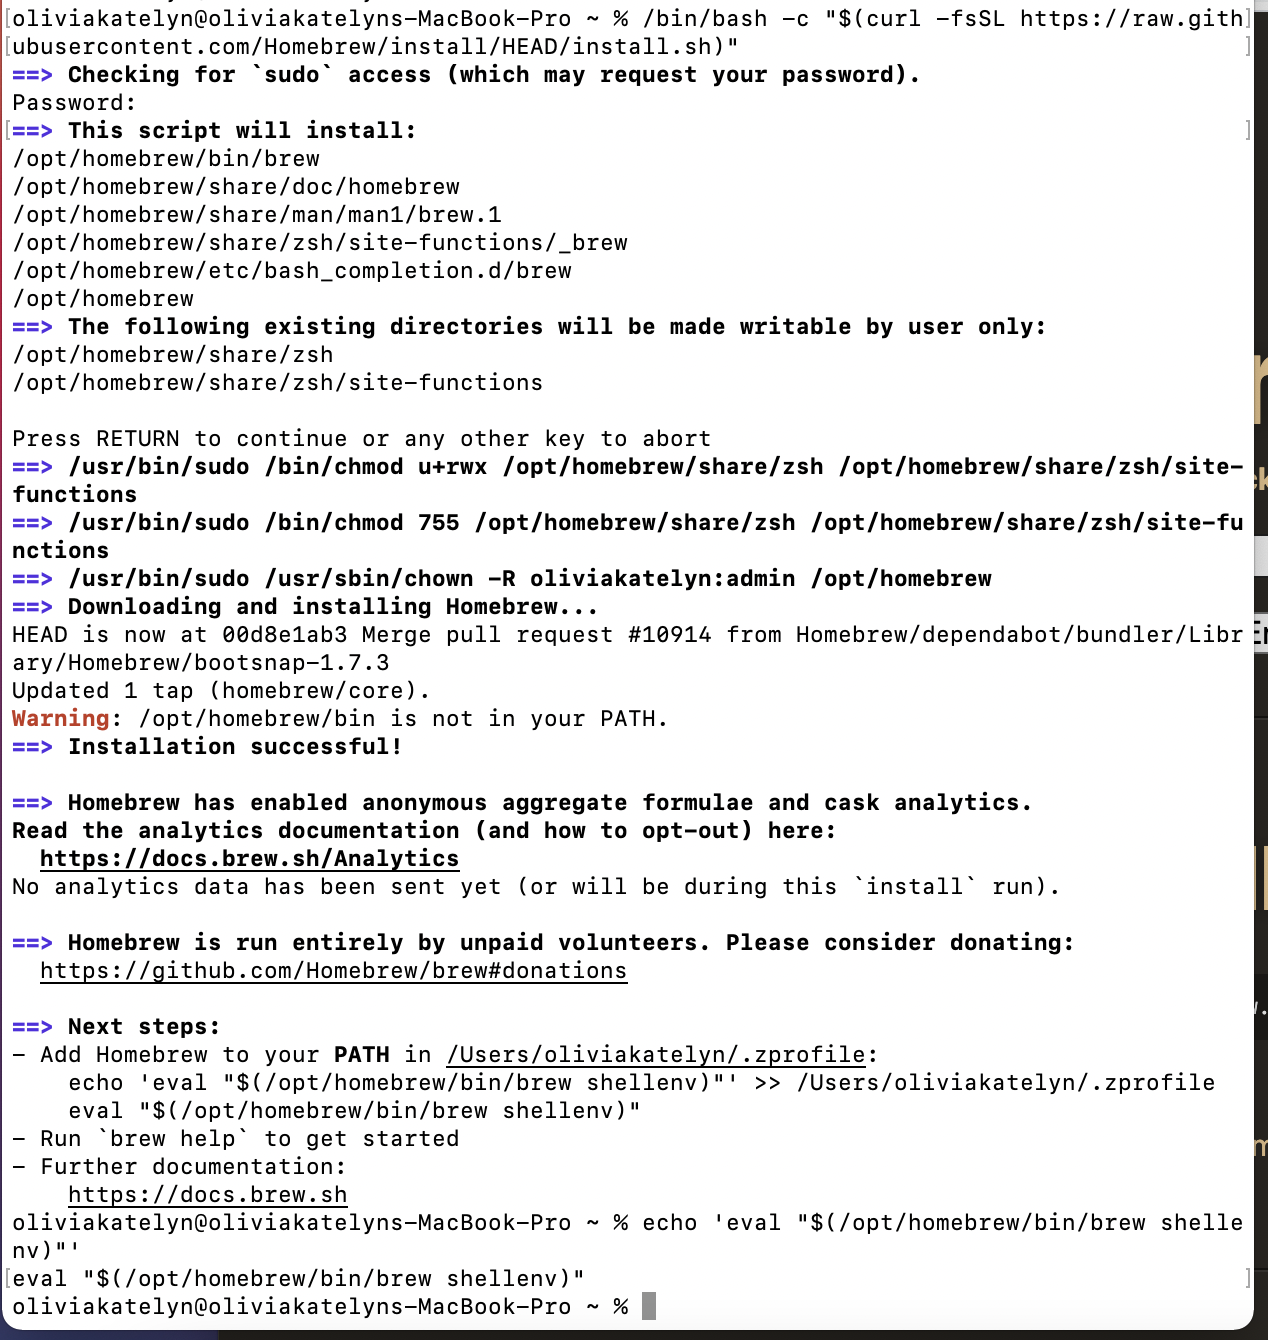 oliviakatelyn@oliviakatelyns-MacBook-Pro ~ % /bin/bash -c "$(curl -fsSL https://raw.gith
ubusercontent.com/Homebrew/install/HEAD/install.sh)"
==> Checking for `sudo` access (which may request your password).
Password:
==> This script will install:
/opt/homebrew/bin/brew
/opt/homebrew/share/doc/homebrew
/opt/homebrew/share/man/man1/brew.1
/opt/homebrew/share/zsh/site-functions/_brew
/opt/homebrew/etc/bash_completion.d/brew
/opt/homebrew
==> The following existing directories will be made writable by user only:
/opt/homebrew/share/zsh
/opt/homebrew/share/zsh/site-functions

Press RETURN to continue or any other key to abort
==> /usr/bin/sudo /bin/chmod u+rwx /opt/homebrew/share/zsh /opt/homebrew/share/zsh/site-
functions
==> /usr/bin/sudo /bin/chmod 755 /opt/homebrew/share/zsh /opt/homebrew/share/zsh/site-fu
nctions
==> /usr/bin/sudo /usr/sbin/chown -R oliviakatelyn:admin /opt/homebrew
==> Downloading and installing Homebrew...
HEAD is now at 00d8e1ab3 Merge pull request #10914 from Homebrew/dependabot/bundler/Libr
ary/Homebrew/bootsnap-1.7.3
Updated 1 tap (homebrew/core).
Warning: /opt/homebrew/bin is not in your PATH.
==> Installation successful!

==> Homebrew has enabled anonymous aggregate formulae and cask analytics.
Read the analytics documentation (and how to opt-out) here:
  https://docs.brew.sh/Analytics
No analytics data has been sent yet (or will be during this `install` run).

==> Homebrew is run entirely by unpaid volunteers. Please consider donating:
  https://github.com/Homebrew/brew#donations

==> Next steps:
- Add Homebrew to your PATH in /Users/oliviakatelyn/.zprofile:
    echo 'eval "$(/opt/homebrew/bin/brew shellenv)"' >> /Users/oliviakatelyn/.zprofile
    eval "$(/opt/homebrew/bin/brew shellenv)"
- Run `brew help` to get started
- Further documentation:
    https://docs.brew.sh
oliviakatelyn@oliviakatelyns-MacBook-Pro ~ % echo 'eval "$(/opt/homebrew/bin/brew shelle
nv)"'
eval "$(/opt/homebrew/bin/brew shellenv)"
oliviakatelyn@oliviakatelyns-MacBook-Pro ~ %